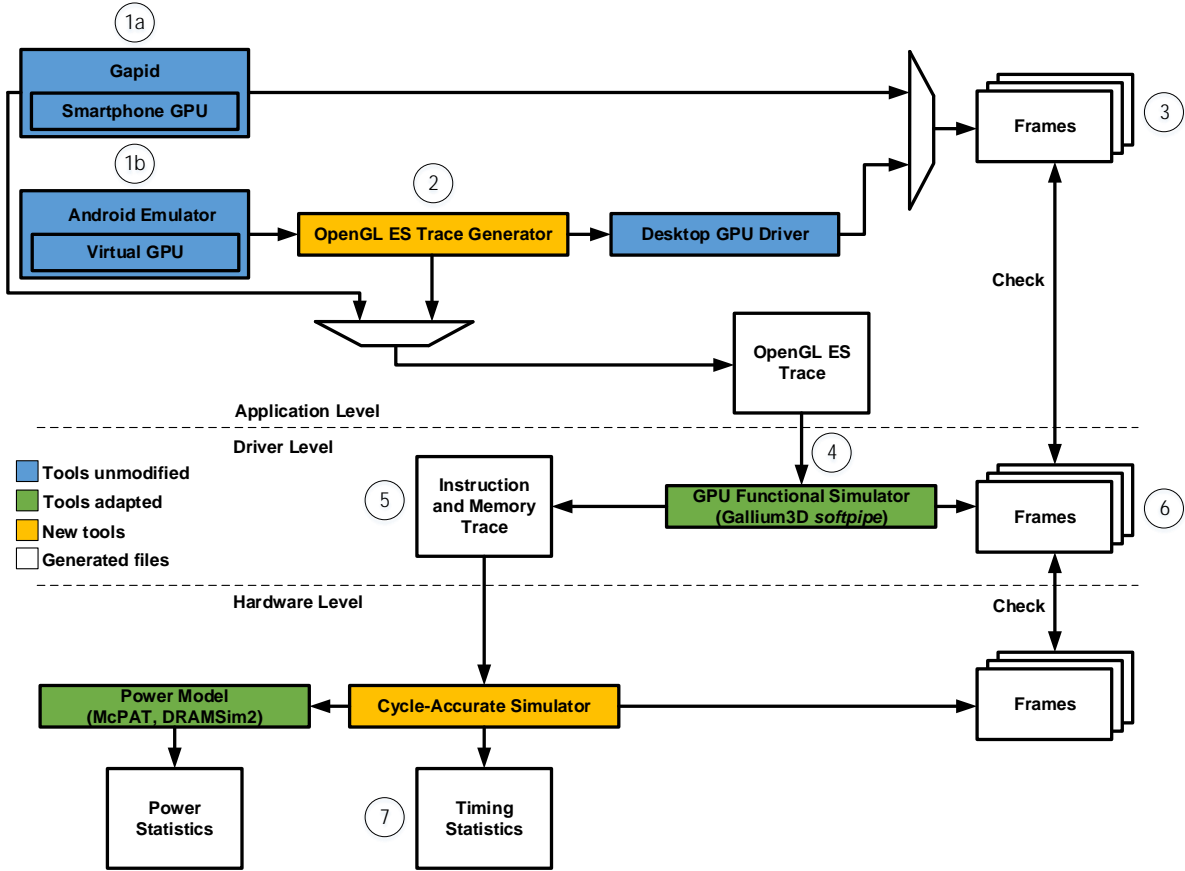 1a
Gapid
Smartphone GPU
3
Frames
1b
2
Android Emulator
Virtual GPU
OpenGL ES Trace Generator
Desktop GPU Driver
Check
OpenGL ES
Trace
Application Level
Driver Level
4
Tools unmodified
Tools adapted
New tools
Generated files
5
Instruction
and Memory
Trace
GPU Functional Simulator
(Gallium3D softpipe)
Frames
6
Hardware Level
Check
Power Model
(McPAT, DRAMSim2)
Cycle-Accurate Simulator
Frames
Power
Statistics
7
Timing
Statistics